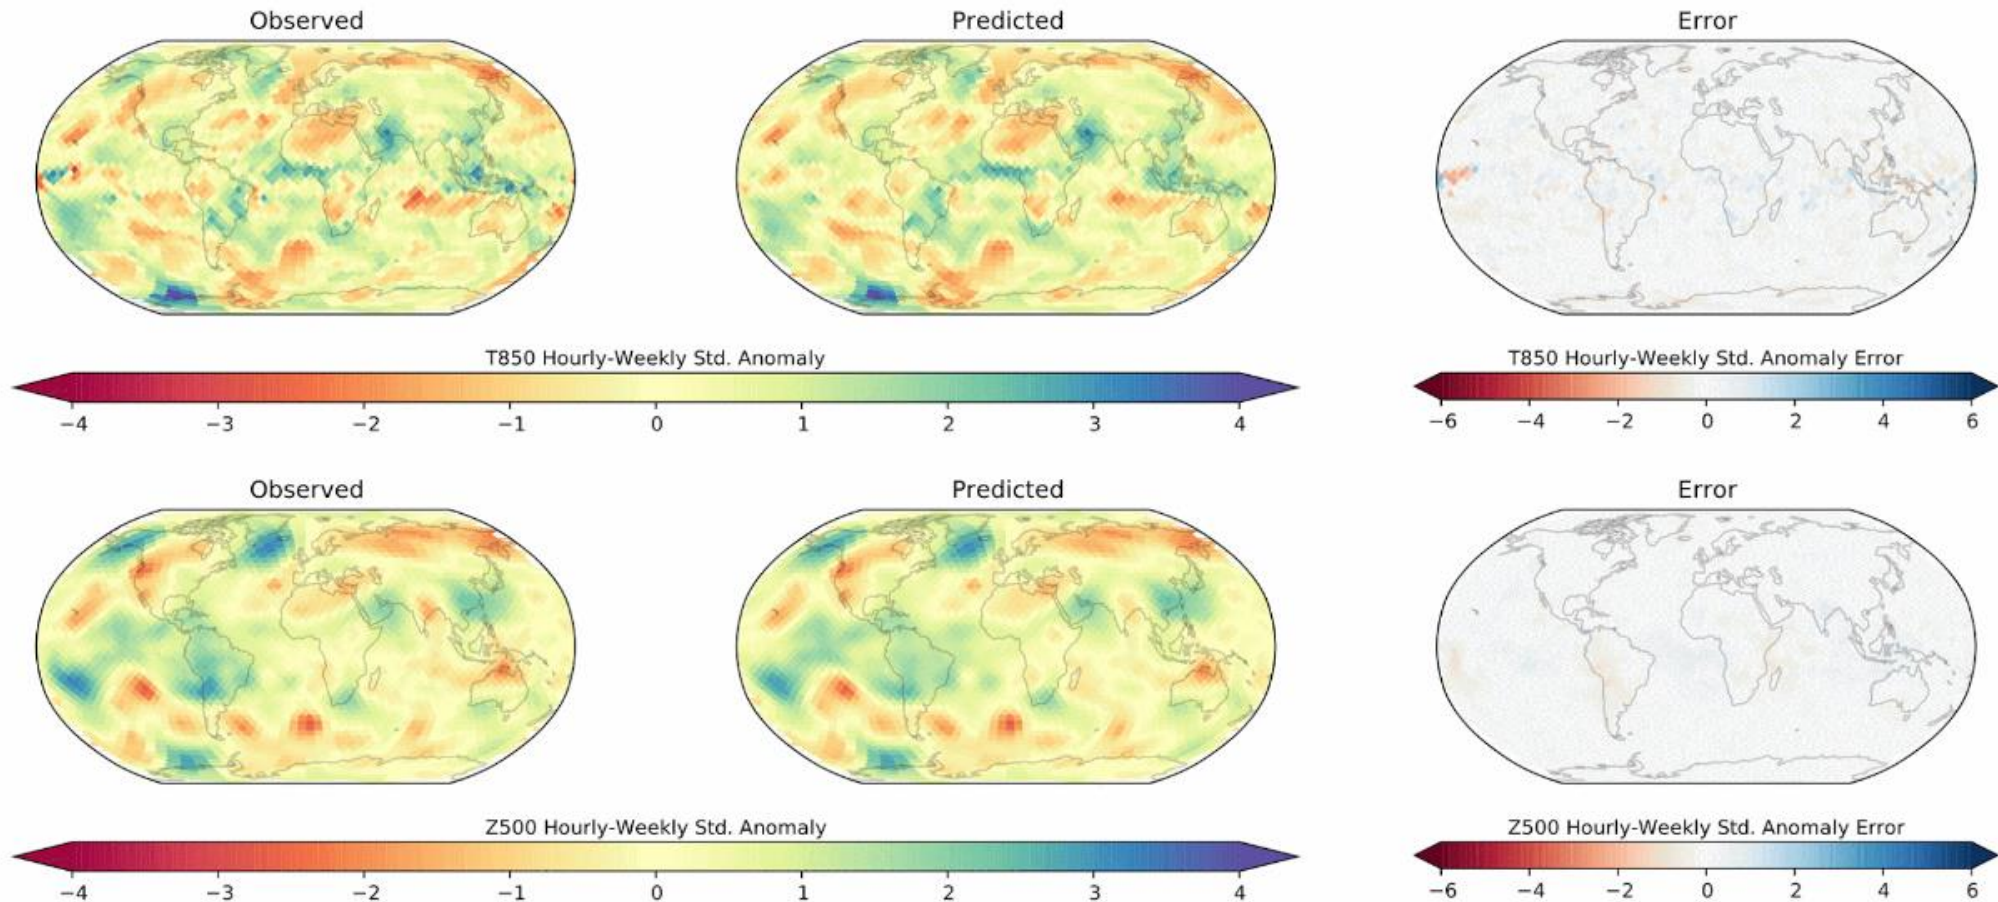 Observed
Predicted
Error
T850 Hourly-Weekly Std. Anomaly
−4 −3 −2 −1 0 1 2 3 4
T850 Hourly-Weekly Std. Anomaly Error
−6 −4 −2 0 2 4 6
Observed
Predicted
Error
Z500 Hourly-Weekly Std. Anomaly
−4 −3 −2 −1 0 1 2 3 4
Z500 Hourly-Weekly Std. Anomaly Error
−6 −4 −2 0 2 4 6